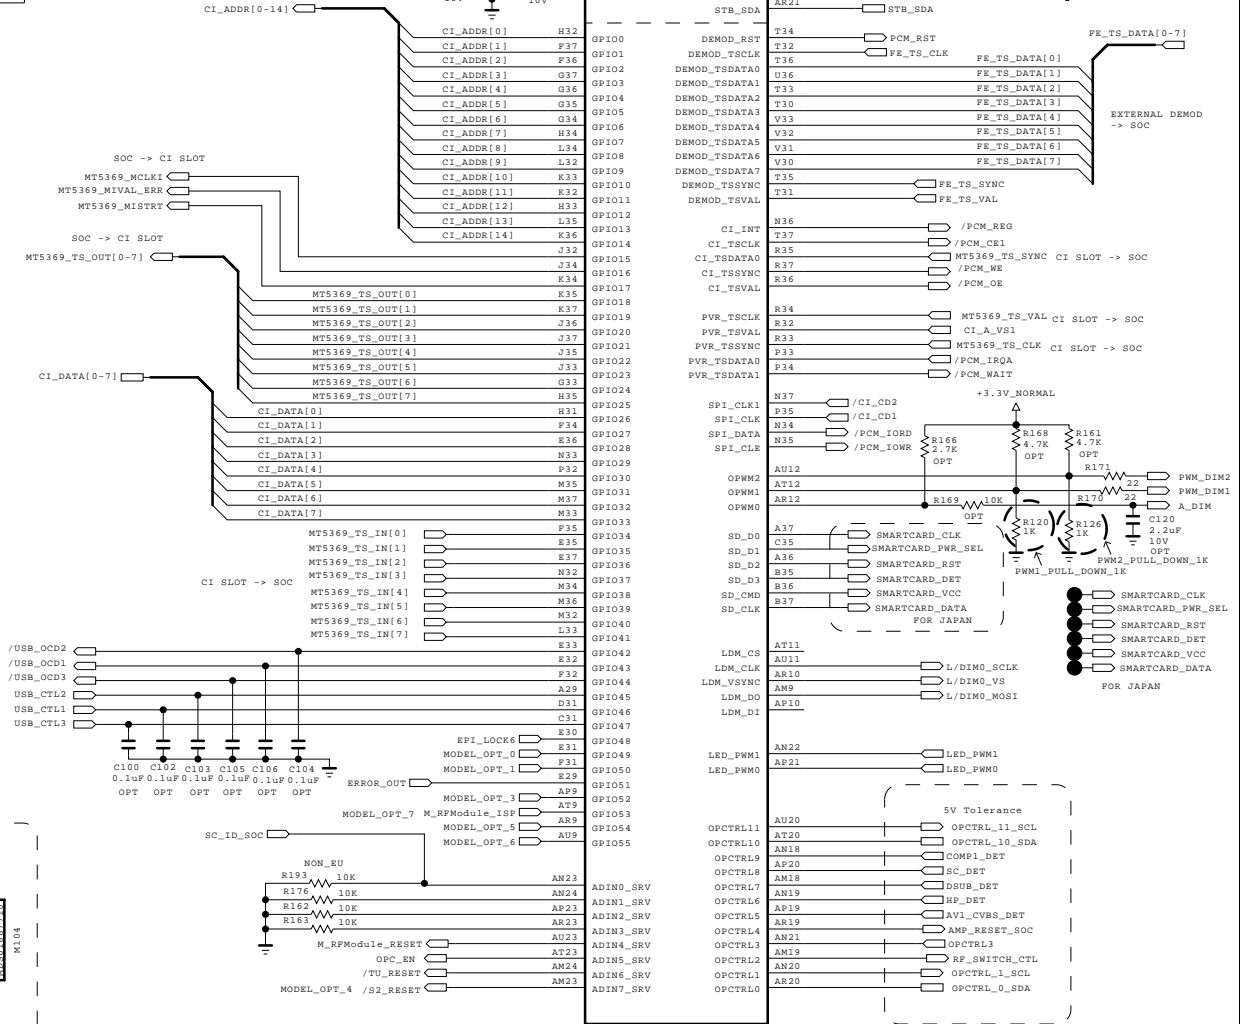 CI_ADDR[0-14]
10V
CI_ADDR[0] H32 GPIO0
CI_ADDR[1] F37 GPIO1
CI_ADDR[2] F36 GPIO2
CI_ADDR[3] G37 GPIO3
CI_ADDR[4] G36 GPIO4
CI_ADDR[5] G35 GPIO5
CI_ADDR[6] G34 GPIO6
CI_ADDR[7] H34 GPIO7
CI_ADDR[8] L34 GPIO8
CI_ADDR[9] L32 GPIO9
CI_ADDR[10] K33 GPIO10
CI_ADDR[11] K32 GPIO11
CI_ADDR[12] H33 GPIO12
CI_ADDR[13] L35 GPIO13
CI_ADDR[14] K36 GPIO14
SOC -> CI SLOT
MT5369_MCLKI J32 GPIO15
MT5369_MIVAL_ERR J34 GPIO16
MT5369_MISTRT K34 GPIO17
SOC -> CI SLOT
MT5369_TS_OUT[0-7]
MT5369_TS_OUT[0] K35 GPIO18
MT5369_TS_OUT[1] K37 GPIO19
MT5369_TS_OUT[2] J36 GPIO20
MT5369_TS_OUT[3] J37 GPIO21
MT5369_TS_OUT[4] J35 GPIO22
MT5369_TS_OUT[5] J33 GPIO23
MT5369_TS_OUT[6] G33 GPIO24
MT5369_TS_OUT[7] H35 GPIO25
CI_DATA[0-7]
CI_DATA[0] H31 GPIO26
CI_DATA[1] F34 GPIO27
CI_DATA[2] E36 GPIO28
CI_DATA[3] N33 GPIO29
CI_DATA[4] P32 GPIO30
CI_DATA[5] M35 GPIO31
CI_DATA[6] M37 GPIO32
CI_DATA[7] M33 GPIO33
MT5369_TS_IN[0] F35 GPIO34
MT5369_TS_IN[1] E35 GPIO35
MT5369_TS_IN[2] E37 GPIO36
MT5369_TS_IN[3] N32 GPIO37
CI SLOT -> SOC
MT5369_TS_IN[4] M34 GPIO38
MT5369_TS_IN[5] M36 GPIO39
MT5369_TS_IN[6] M32 GPIO40
MT5369_TS_IN[7] L33 GPIO41
/USB_OCD2 E33 GPIO42
/USB_OCD1 E32 GPIO43
/USB_OCD3 F32 GPIO44
USB_CTL2 A29 GPIO45
USB_CTL1 D31 GPIO46
USB_CTL3 C31 GPIO47
EPI_LOCK6 E30 GPIO48
MODEL_OPT_0 E31 GPIO49
MODEL_OPT_1 F31 GPIO50
C100 C102 C103 C105 C106 C104
0.1uF 0.1uF 0.1uF 0.1uF 0.1uF 0.1uF
OPT OPT OPT OPT OPT OPT
ERROR_OUT E29 GPIO51
MODEL_OPT_3 AP9 GPIO52
MODEL_OPT_7 M_RFModule_ISP AT9 GPIO53
MODEL_OPT_5 AR9 GPIO54
MODEL_OPT_6 AU9 GPIO55
SC_ID_SOC
NON_EU
R193 10K AN23 ADIN0_SRV
R176 10K AN24 ADIN1_SRV
R162 10K AP23 ADIN2_SRV
R163 10K AR23 ADIN3_SRV
M_RFModule_RESET AU23 ADIN4_SRV
OPC_EN AT23 ADIN5_SRV
/TU_RESET AM24 ADIN6_SRV
MODEL_OPT_4 /S2_RESET AM23 ADIN7_SRV
M104
STB_SDA AR21 STB_SDA
DEMOD_RST T34 PCM_RST
DEMOD_TSCLK T32 FE_TS_CLK
FE_TS_DATA[0-7]
DEMOD_TSDATA0 T36 FE_TS_DATA[0]
DEMOD_TSDATA1 U36 FE_TS_DATA[1]
DEMOD_TSDATA2 T33 FE_TS_DATA[2]
DEMOD_TSDATA3 T30 FE_TS_DATA[3]
DEMOD_TSDATA4 V33 FE_TS_DATA[4]
DEMOD_TSDATA5 V32 FE_TS_DATA[5]
DEMOD_TSDATA6 V31 FE_TS_DATA[6]
DEMOD_TSDATA7 V30 FE_TS_DATA[7]
EXTERNAL DEMOD
-> SOC
DEMOD_TSSYNC T35 FE_TS_SYNC
DEMOD_TSVAL T31 FE_TS_VAL
CI_INT N36 /PCM_REG
CI_TSCLK T37 /PCM_CE1
CI_TSDATA0 R35 MT5369_TS_SYNC CI SLOT -> SOC
CI_TSSYNC R37 /PCM_WE
CI_TSVAL R36 /PCM_OE
PVR_TSCLK R34 MT5369_TS_VAL CI SLOT -> SOC
PVR_TSVAL R32 CI_A_VS1
PVR_TSSYNC R33 MT5369_TS_CLK CI SLOT -> SOC
PVR_TSDATA0 P33 /PCM_IRQA
PVR_TSDATA1 P34 /PCM_WAIT
SPI_CLK1 N37 /CI_CD2
SPI_CLK P35 /CI_CD1
SPI_DATA N34 /PCM_IORD
SPI_CLE N35 /PCM_IOWR
+3.3V_NORMAL
R166 2.7K OPT
R168 4.7K OPT
R161 4.7K OPT
OPWM2 AU12 R171 22 PWM_DIM2
OPWM1 AT12 R170 22 PWM_DIM1
OPWM0 AR12 R169 10K OPT A_DIM
R120 1K
R126 1K
C120
2.2uF
10V
OPT
PWM2_PULL_DOWN_1K
PWM1_PULL_DOWN_1K
SD_D0 A37 SMARTCARD_CLK
SD_D1 C35 SMARTCARD_PWR_SEL
SD_D2 A36 SMARTCARD_RST
SD_D3 B35 SMARTCARD_DET
SD_CMD B36 SMARTCARD_VCC
SD_CLK B37 SMARTCARD_DATA
FOR JAPAN
SMARTCARD_CLK
SMARTCARD_PWR_SEL
SMARTCARD_RST
SMARTCARD_DET
SMARTCARD_VCC
SMARTCARD_DATA
FOR JAPAN
LDM_CS AT11
LDM_CLK AU11 L/DIM0_SCLK
LDM_VSYNC AR10 L/DIM0_VS
LDM_DO AM9 L/DIM0_MOSI
LDM_DI AP10
LED_PWM1 AN22 LED_PWM1
LED_PWM0 AP21 LED_PWM0
5V Tolerance
OPCTRL11 AU20 OPCTRL_11_SCL
OPCTRL10 AT20 OPCTRL_10_SDA
OPCTRL9 AN18 COMP1_DET
OPCTRL8 AP20 SC_DET
OPCTRL7 AM18 DSUB_DET
OPCTRL6 AN19 HP_DET
OPCTRL5 AP19 AV1_CVBS_DET
OPCTRL4 AR19 AMP_RESET_SOC
OPCTRL3 AN21 OPCTRL3
OPCTRL2 AM19 RF_SWITCH_CTL
OPCTRL1 AN20 OPCTRL_1_SCL
OPCTRL0 AR20 OPCTRL_0_SDA